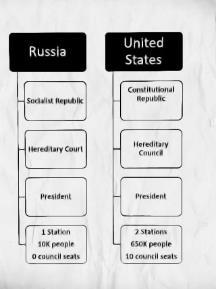 Russia
Socialist Republic
Hereditary Court
President
1 Station
10K people
0 council seats
United
States
Constitutional
Republic
Hereditary
Council
President
2 Stations
650K people
10 council seats